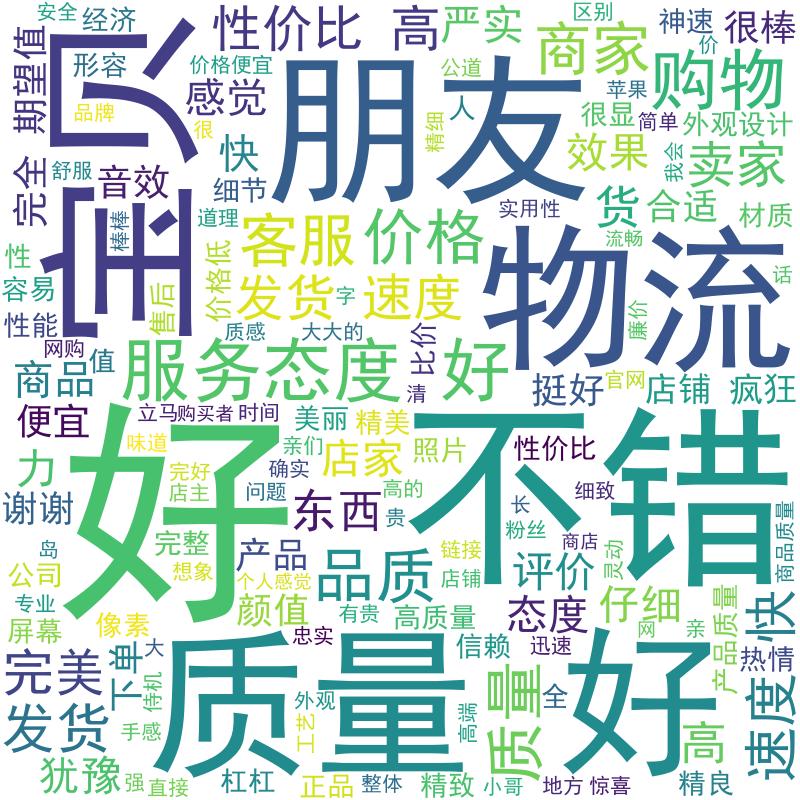 安全
经济
性价比
高
严实
区别
神速
很棒
价
形容
价格便宜
公道
商家
苹果
购物
期望值
宝贝
品牌
感觉
很
朋友
精细
人
很显
简单
外观设计
完全
舒服
音效
快
效果
我会
卖家
细节
棒棒
道理
实用性
货
合适
材质
性
客服
价格
物流
流畅
容易
价格低
售后
发货
字
速度
廉价
话
性能
质感
大大的
比价
网购
值
商品
服务态度
好
清
挺好
官网
店铺
疯狂
便宜
立马
购买者
时间
美丽
精美
好
不错
味道
亲们
照片
性价比
力
完好
店主
确实
店家
谢谢
问题
东西
高的
贵
长
细致
粉丝
商品质量
岛
完整
产品
品质
链接
商店
灵动
公司
想象
个人感觉
店铺
评价
专业
颜值
有贵
高质量
态度
仔细
产品质量
快
屏幕
像素
忠实
信赖
迅速
网
亲
完美
下单
大
质量
好
热情
侍机
外观
高端
质量
全
速度
发货
手感
工艺
高
犹豫
强
直接
杠杠
正品
整体
精致
小哥
地方
惊喜
精良